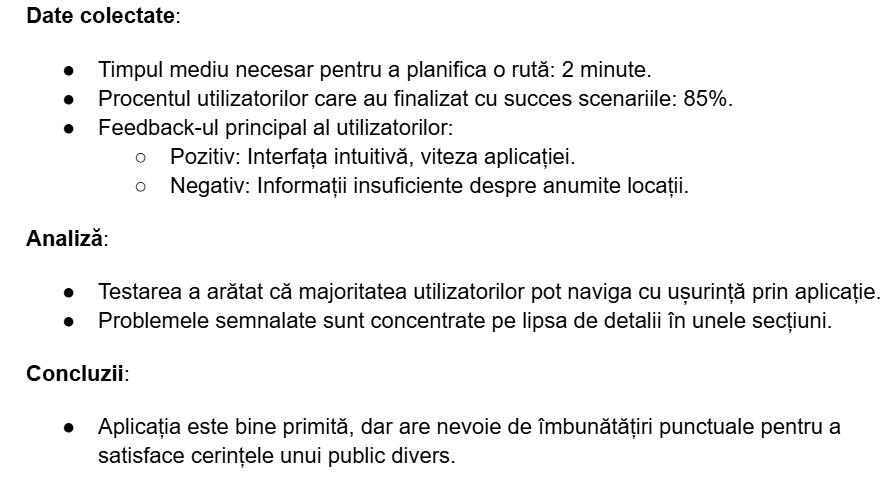 Date colectate:
● Timpul mediu necesar pentru a planifica o rută: 2 minute.
● Procentul utilizatorilor care au finalizat cu succes scenariile: 85%.
● Feedback-ul principal al utilizatorilor:
○ Pozitiv: Interfața intuitivă, viteza aplicației.
○ Negativ: Informații insuficiente despre anumite locații.
Analiză:
● Testarea a arătat că majoritatea utilizatorilor pot naviga cu ușurință prin aplicație.
● Problemele semnalate sunt concentrate pe lipsa de detalii în unele secțiuni.
Concluzii:
● Aplicația este bine primită, dar are nevoie de îmbunătățiri punctuale pentru a
satisface cerințele unui public divers.